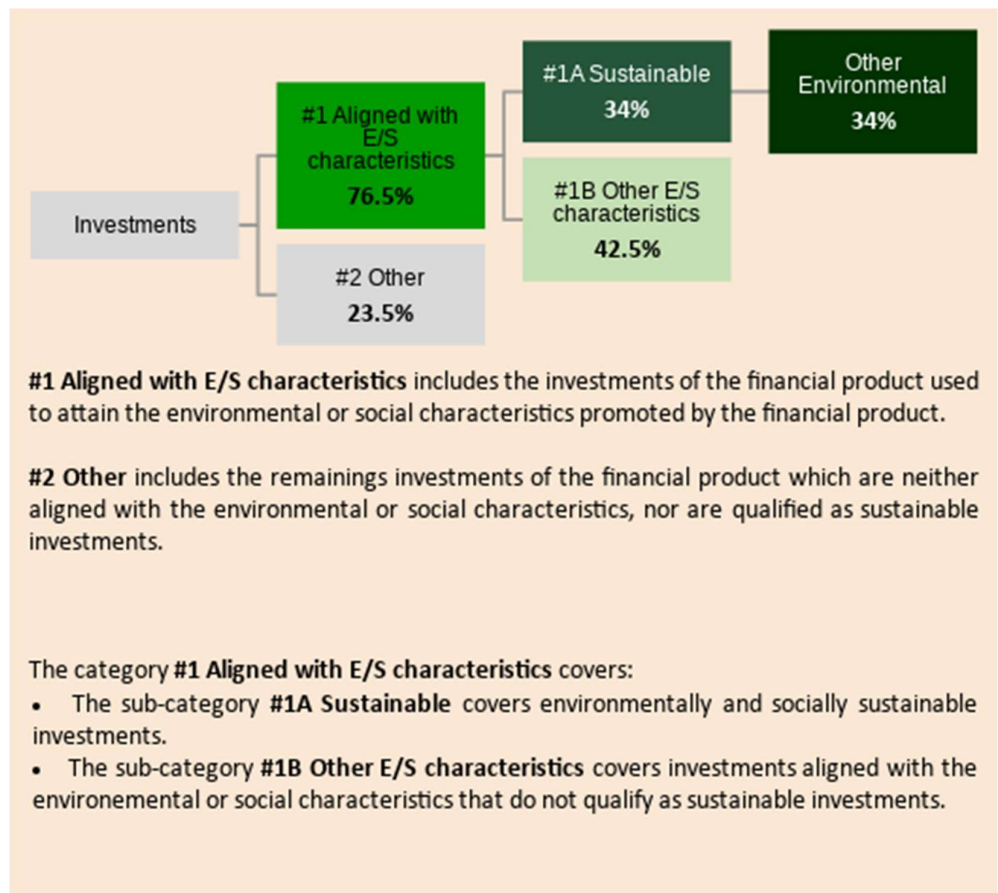 Investments
#1 Aligned with
E/S
characteristics
76.5%
#2 Other
23.5%
#1A Sustainable
34%
#1B Other E/S
characteristics
42.5%
Other
Environmental
34%
#1 Aligned with E/S characteristics includes the investments of the financial product used
to attain the environmental or social characteristics promoted by the financial product.
#2 Other includes the remainings investments of the financial product which are neither
aligned with the environmental or social characteristics, nor are qualified as sustainable
investments.
The category #1 Aligned with E/S characteristics covers:
• The sub-category #1A Sustainable covers environmentally and socially sustainable
investments.
• The sub-category #1B Other E/S characteristics covers investments aligned with the
environemental or social characteristics that do not qualify as sustainable investments.